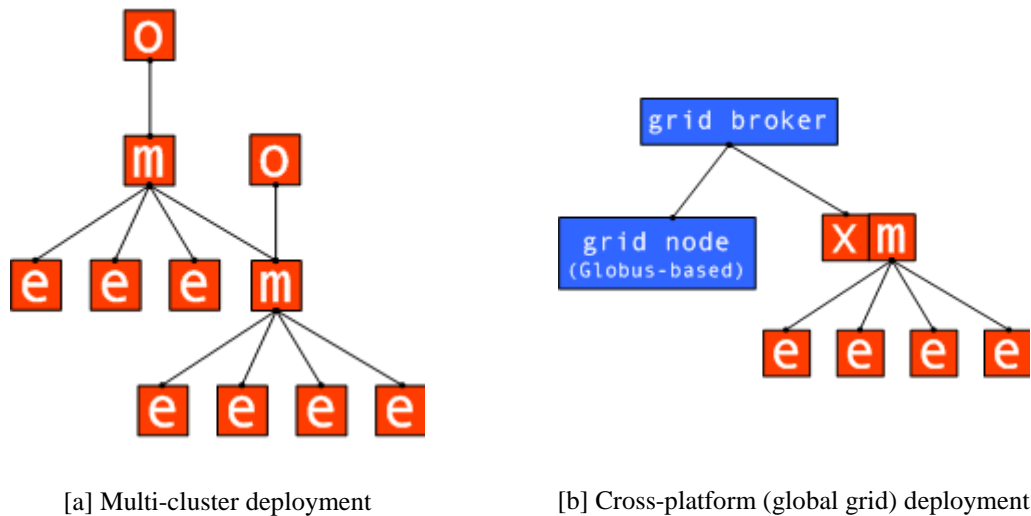 o
m
o
e e e m
e e e e
[a] Multi-cluster deployment
grid broker
grid node
(Globus-based)
x m
e e e e
[b] Cross-platform (global grid) deployment